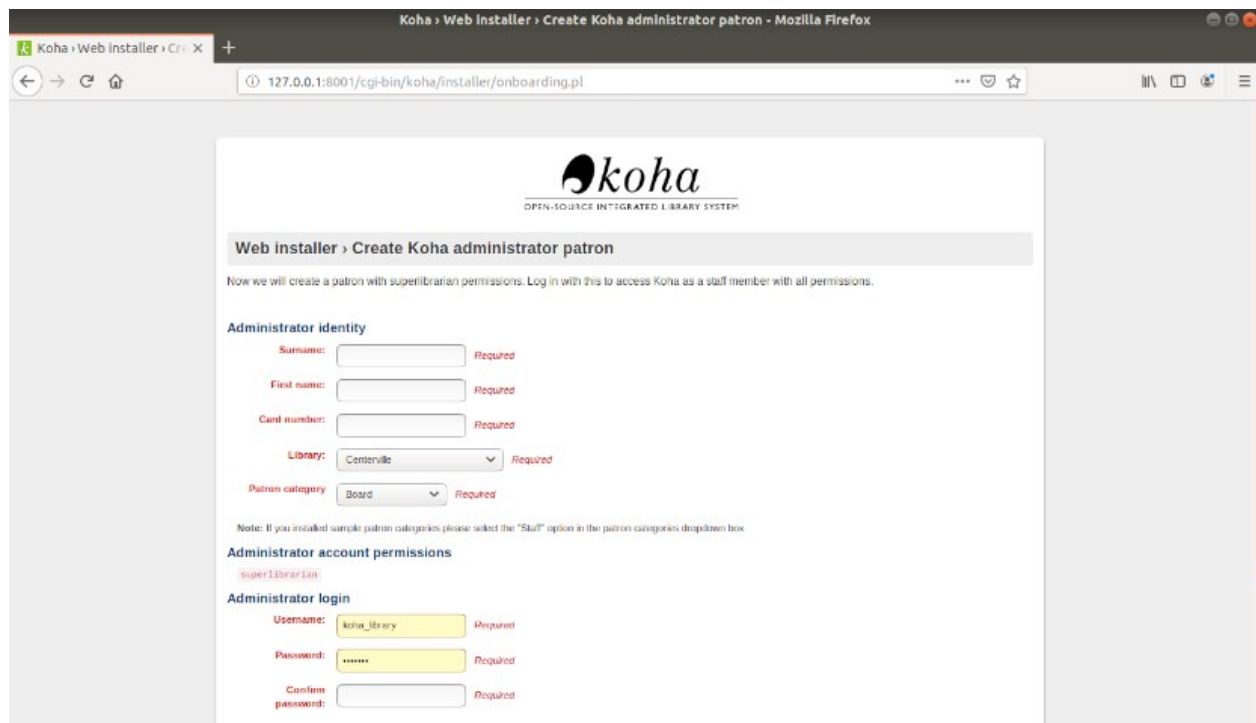 Koha › Web installer › Create Koha administrator patron - Mozilla Firefox
Koha › Web installer › Cre
127.0.0.1:8001/cgi-bin/koha/installer/onboarding.pl
koha
OPEN-SOURCE INTEGRATED LIBRARY SYSTEM
Web installer › Create Koha administrator patron
Now we will create a patron with superlibrarian permissions. Log in with this to access Koha as a staff member with all permissions.
Administrator identity
Surname: Required
First name: Required
Card number: Required
Library: Centerville Required
Patron category Board Required
Note: If you installed sample patron categories please select the "Staff" option in the patron categories dropdown box.
Administrator account permissions
superlibrarian
Administrator login
Username: koha_library Required
Password: ••••••• Required
Confirm password: Required